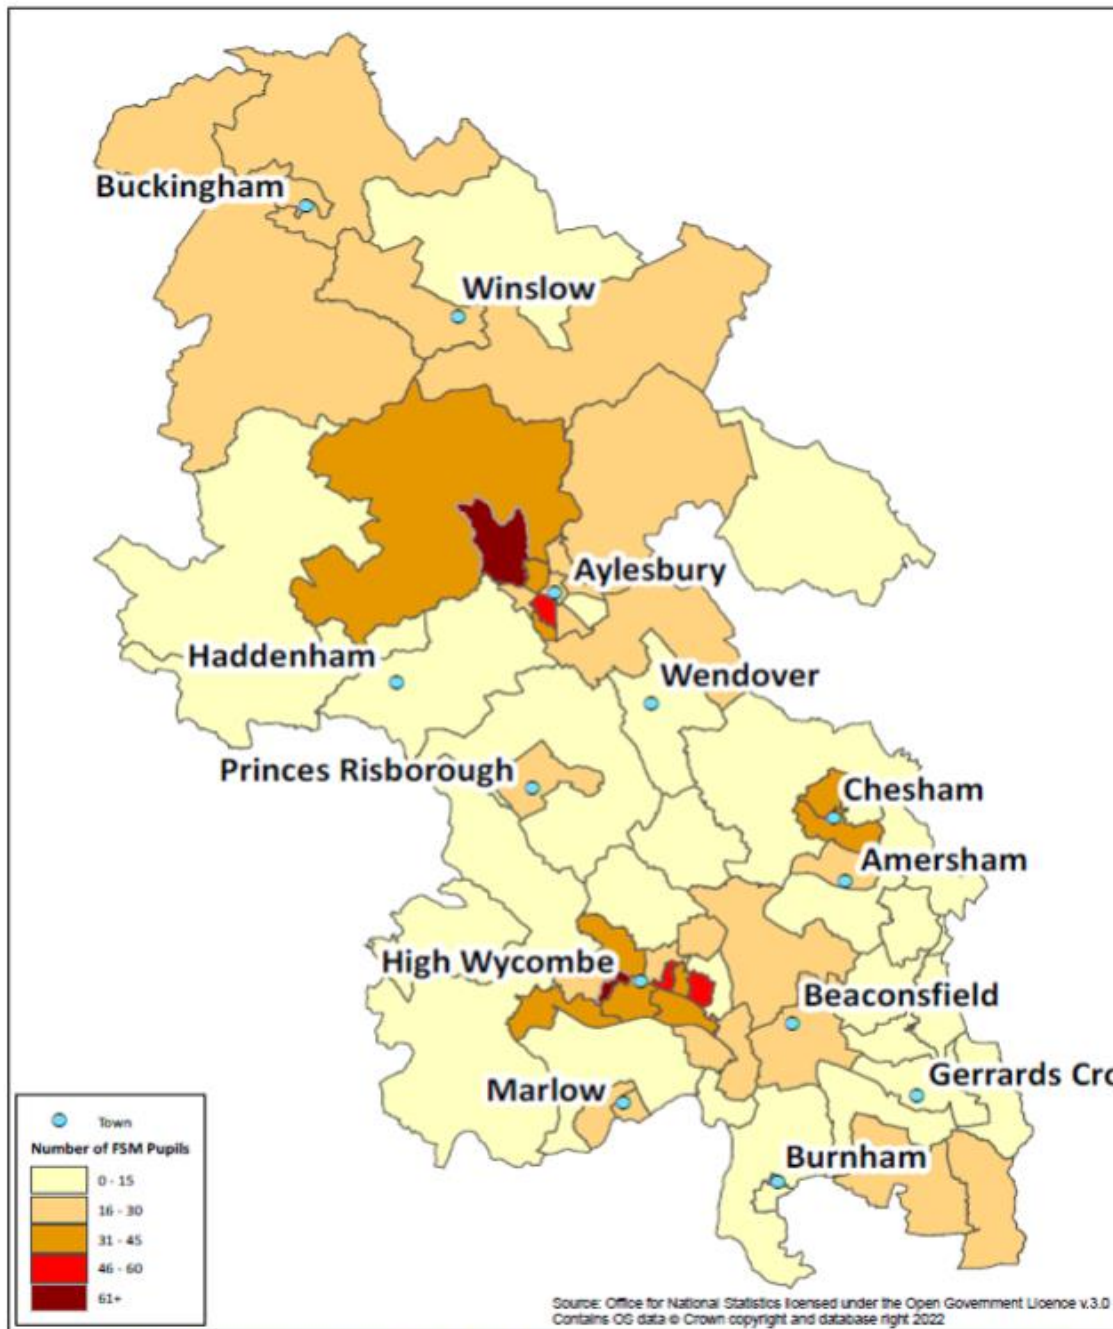 Buckingham
Winslow
Aylesbury
Haddenham
Wendover
Princes Risborough
Chesham
Amersham
High Wycombe
Beaconsfield
Gerrards Cro
Marlow
Burnham
Town
Number of FSM Pupils
0 - 15
16 - 30
31 - 45
46 - 60
61+
Source: Office for National Statistics licensed under the Open Government Licence v.3.0
Contains OS data © Crown copyright and database right 2022